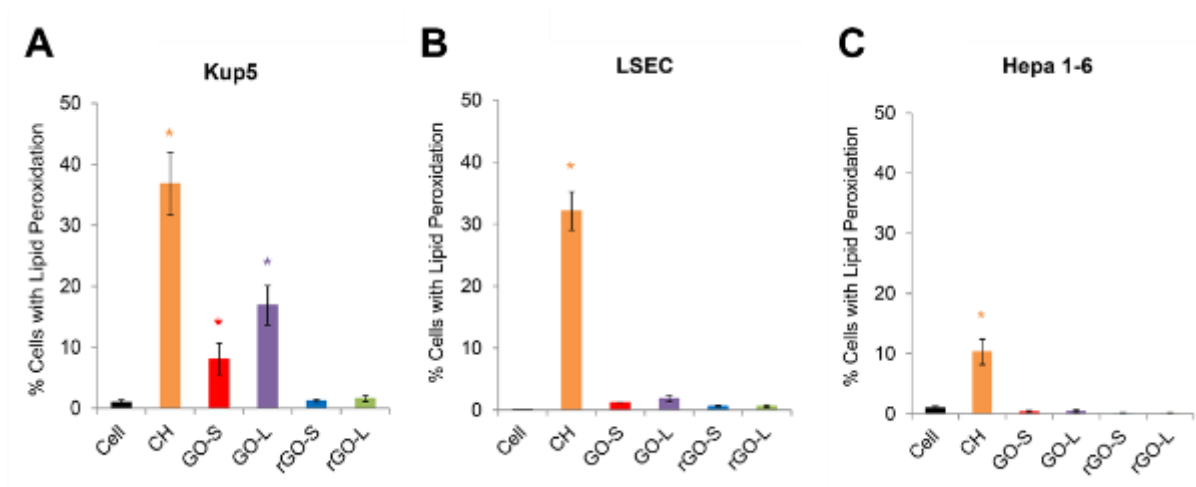 A
Kup5
% Cells with Lipid Peroxidation
50
40
30
20
10
0
Cell
CH
GO-S
GO-L
rGO-S
rGO-L
*
*
*
B
LSEC
% Cells with Lipid Peroxidation
50
40
30
20
10
0
Cell
CH
GO-S
GO-L
rGO-S
rGO-L
*
C
Hepa 1-6
% Cells with Lipid Peroxidation
50
40
30
20
10
0
Cell
CH
GO-S
GO-L
rGO-S
rGO-L
*